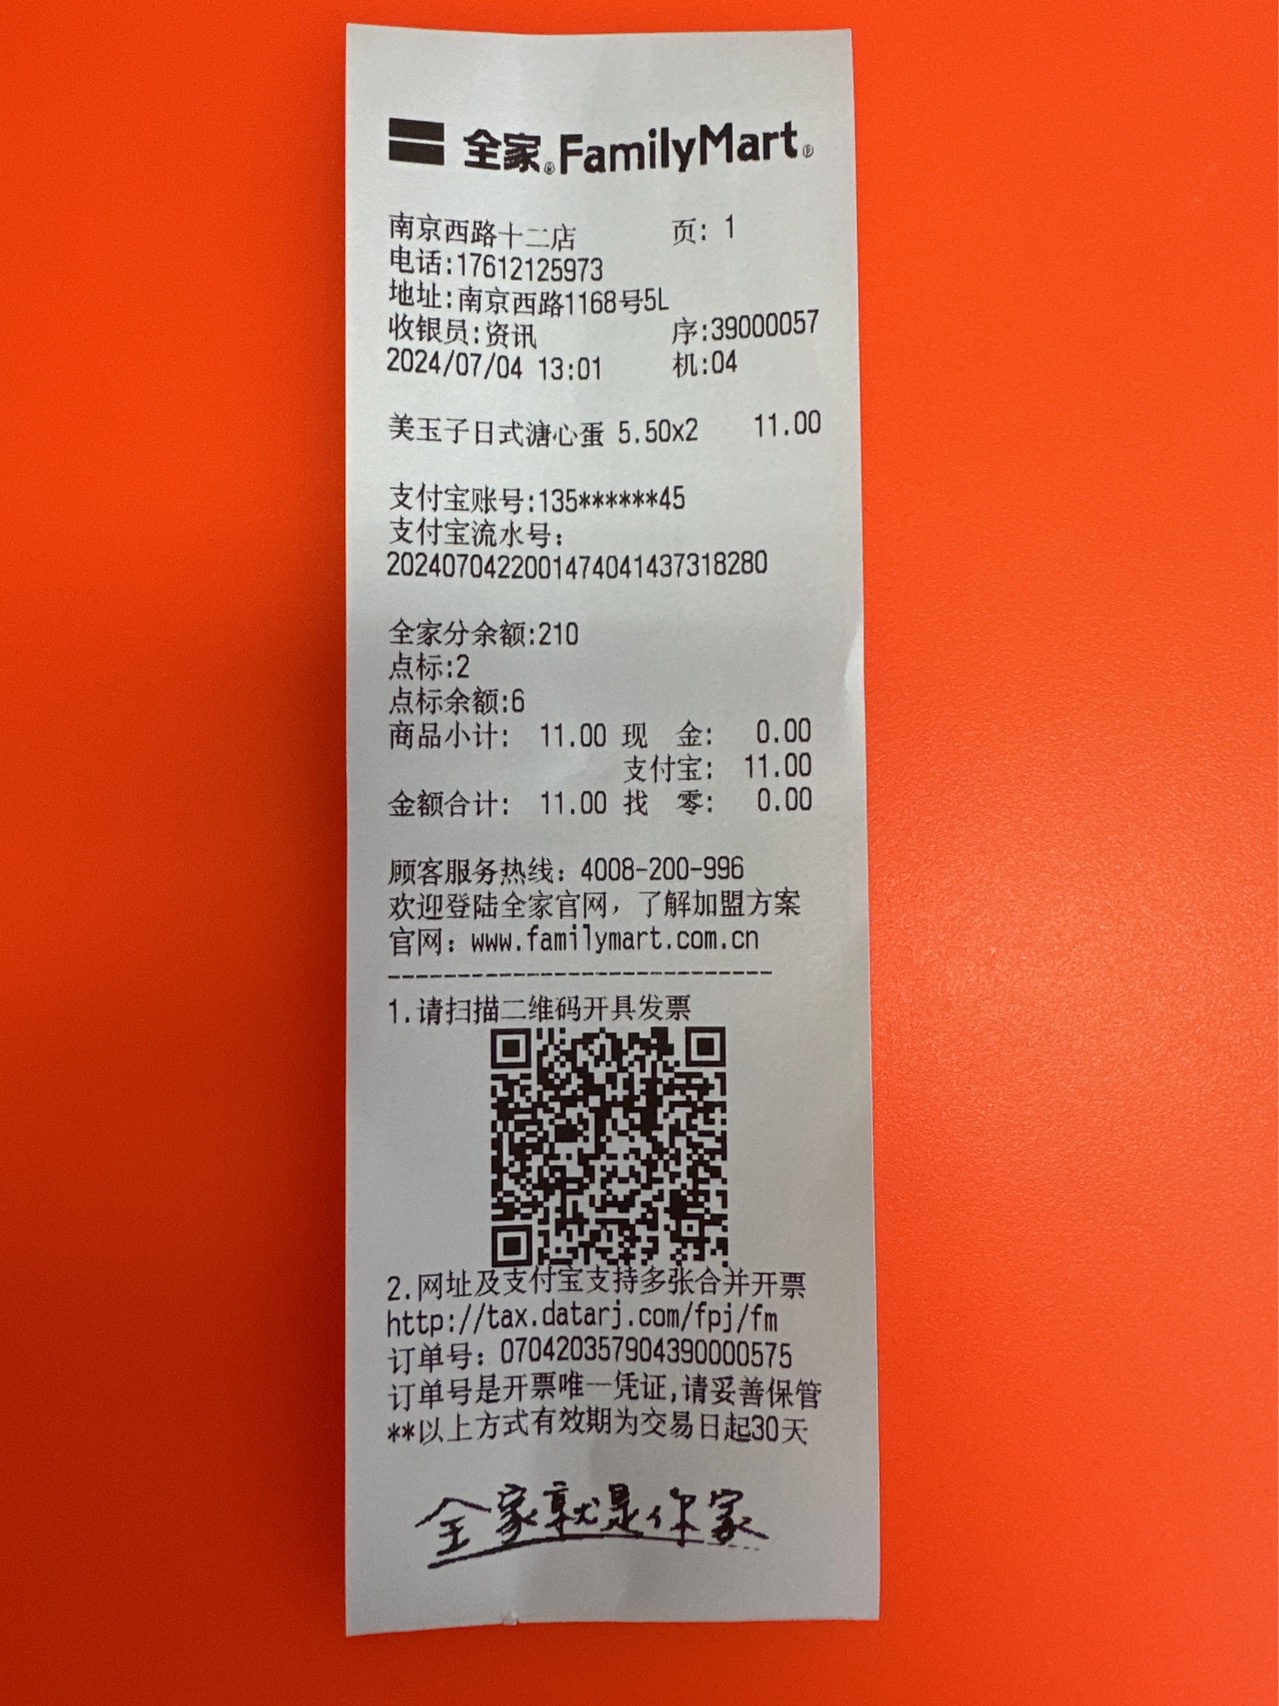 全家® FamilyMart®
南京西路十二店 页: 1
电话:17612125973
地址:南京西路1168号5L
收银员:资讯 序:39000057
2024/07/04 13:01 机:04
美玉子日式溏心蛋 5.50x2 11.00
支付宝账号:135******45
支付宝流水号:
2024070422001474041437318280
全家分余额:210
点标:2
点标余额:6
商品小计: 11.00 现 金: 0.00
支付宝: 11.00
金额合计: 11.00 找 零: 0.00
顾客服务热线: 4008-200-996
欢迎登陆全家官网，了解加盟方案
官网: www.familymart.com.cn
----------------------------
1.请扫描二维码开具发票
2.网址及支付宝支持多张合并开票
http://tax.datarj.com/fpj/fm
订单号: 070420357904390000575
订单号是开票唯一凭证,请妥善保管
**以上方式有效期为交易日起30天
全家就是你家